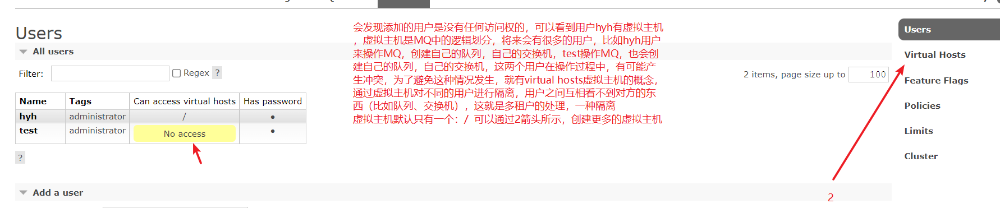 Users
All users
Filter:
Regex ?
2 items, page size up to 100
Name Tags Can access virtual hosts Has password
hyh administrator / ●
test administrator No access ●
?
Add a user
会发现添加的用户是没有任何访问权的，可以看到用户hyh有虚拟主机
，虚拟主机是MQ中的逻辑划分，将来会有很多的用户，比如hyh用户
来操作MQ，创建自己的队列，自己的交换机，test操作MQ，也会创
建自己的队列，自己的交换机，这两个用户在操作过程中，有可能产
生冲突，为了避免这种情况发生，就有virtual hosts虚拟主机的概念，
通过虚拟主机对不同的用户进行隔离，用户之间互相看不到对方的东
西（比如队列、交换机），这就是多租户的处理，一种隔离
虚拟主机默认只有一个：/ 可以通过2箭头所示，创建更多的虚拟主机
Users
Virtual Hosts
Feature Flags
Policies
Limits
Cluster
2